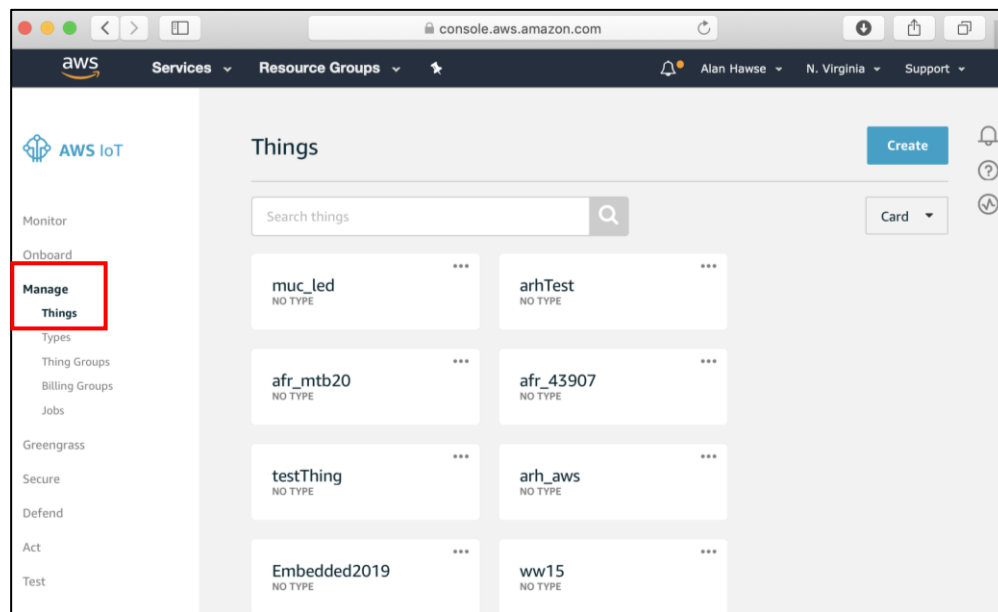 console.aws.amazon.com
aws Services Resource Groups Alan Hawse N. Virginia Support
AWS IoT
Monitor
Onboard
Manage
Things
Types
Thing Groups
Billing Groups
Jobs
Greengrass
Secure
Defend
Act
Test
Things
Create
Search things
Card
muc_led
NO TYPE
arhTest
NO TYPE
afr_mtb20
NO TYPE
afr_43907
NO TYPE
testThing
NO TYPE
arh_aws
NO TYPE
Embedded2019
NO TYPE
ww15
NO TYPE